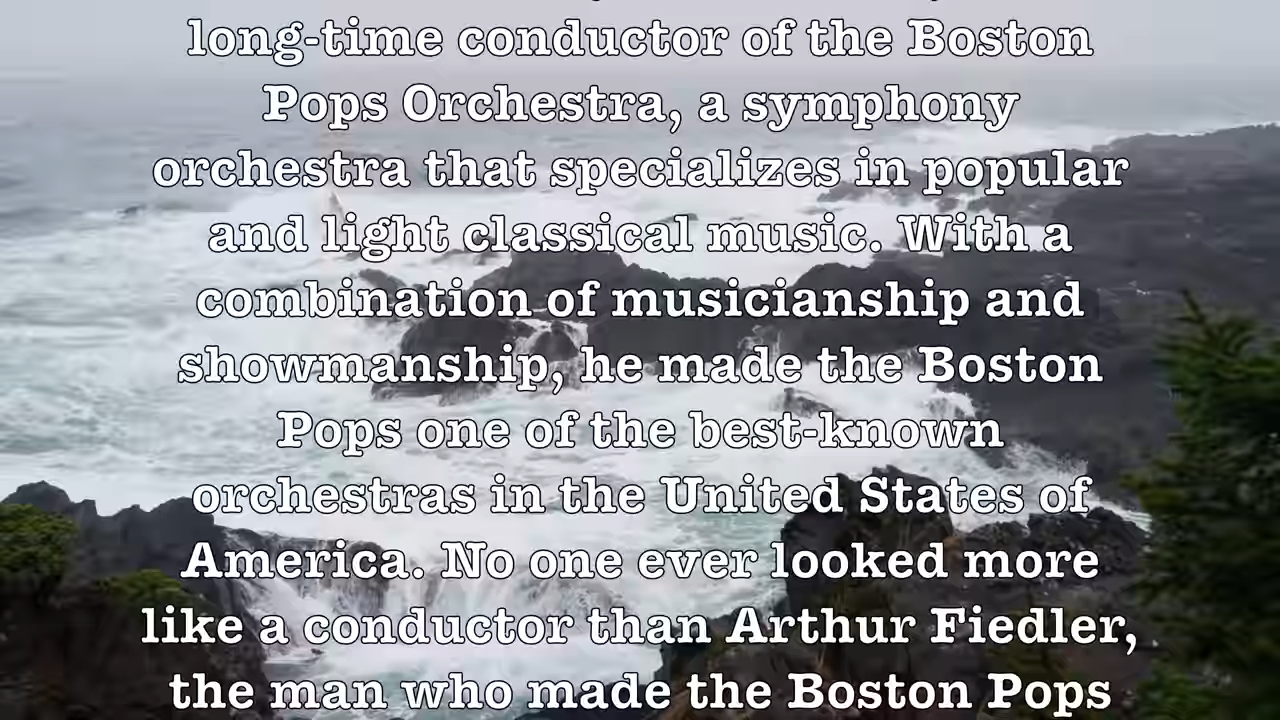 long-time conductor of the Boston
Pops Orchestra, a symphony
orchestra that specializes in popular
and light classical music. With a
combination of musicianship and
showmanship, he made the Boston
Pops one of the best-known
orchestras in the United States of
America. No one ever looked more
like a conductor than Arthur Fiedler,
the man who made the Boston Pops